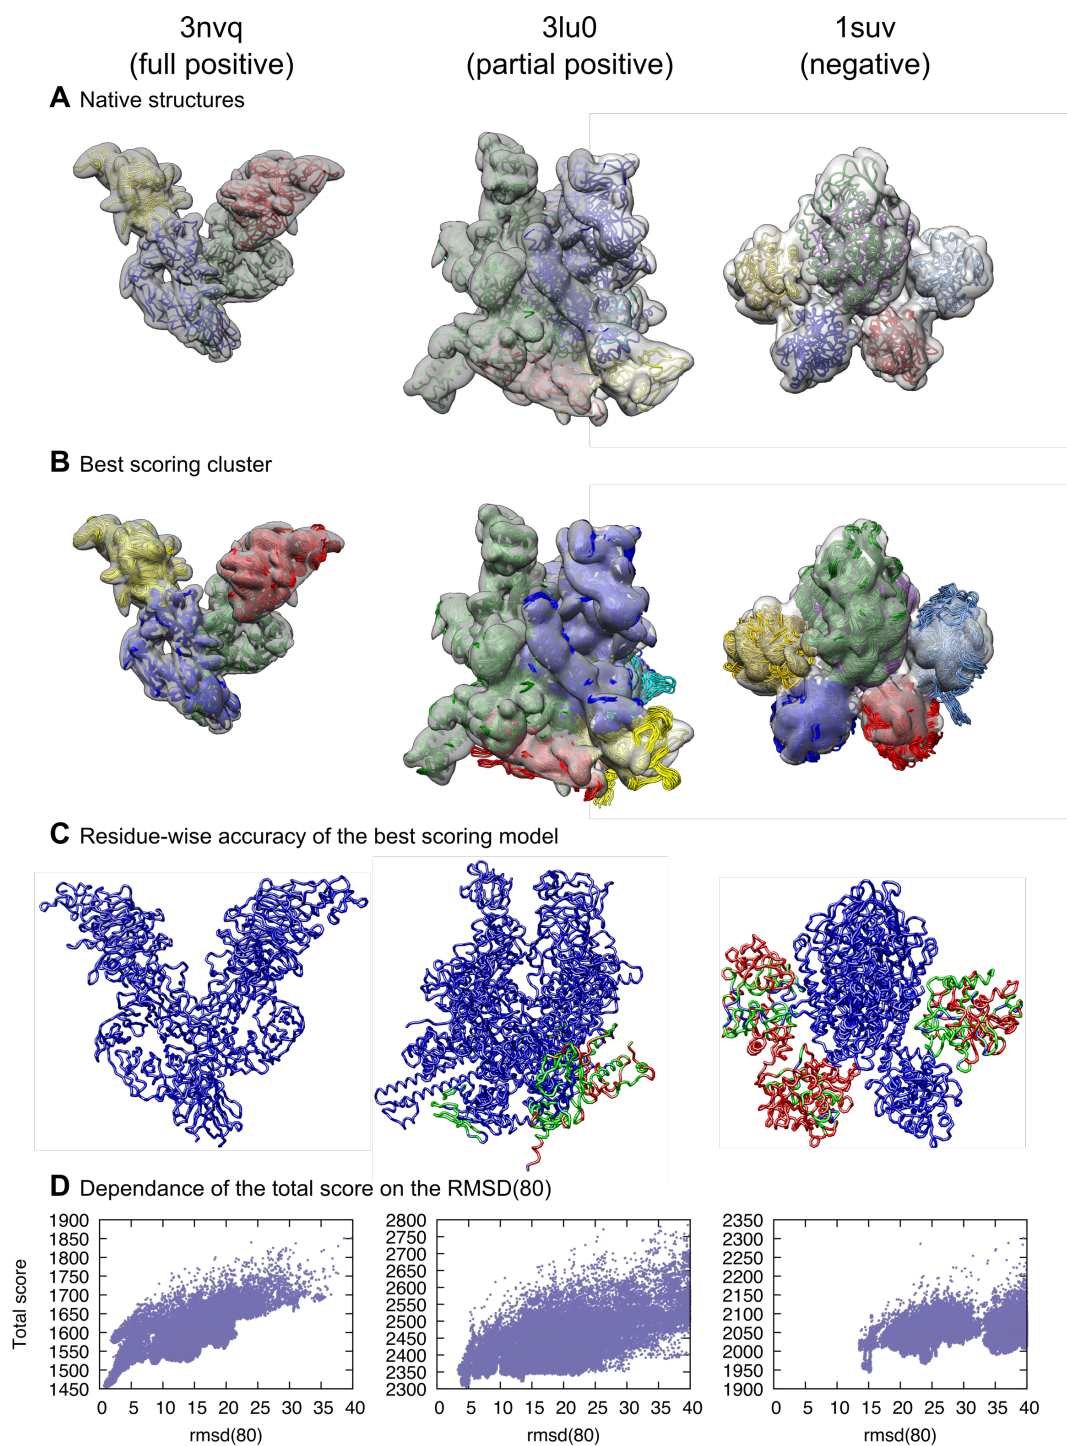 3nvq 3lu0 1suv
(full positive) (partial positive) (negative)
A Native structures
B Best scoring cluster
C Residue-wise accuracy of the best scoring model
D Dependance of the total score on the RMSD(80)
1900 2800 2350
1850 2750 2300
1800 2700 2250
1750 2650 2200
1700 2600 2150
1650 2550 2100
1600 2500 2050
1550 2450 2000
1500 2400 1950
1450 2350 1900
2300
Total score
0 5 10 15 20 25 30 35 40 0 5 10 15 20 25 30 35 40 0 5 10 15 20 25 30 35 40
rmsd(80) rmsd(80) rmsd(80)